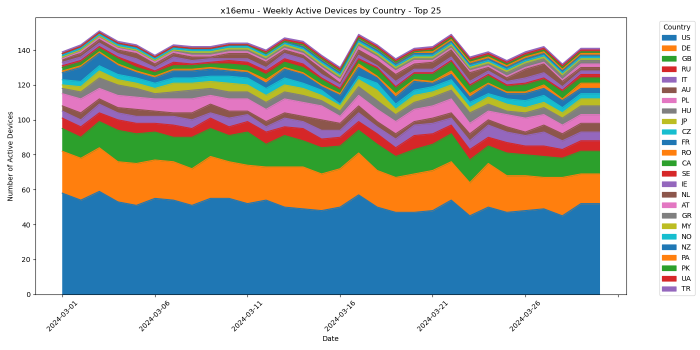 x16emu - Weekly Active Devices by Country - Top 25
Number of Active Devices
140
120
100
80
60
40
20
0
2024-03-01
2024-03-06
2024-03-11
2024-03-16
2024-03-21
2024-03-26
Date
Country
US
DE
GB
RU
IT
AU
PL
HU
JP
CZ
FR
RO
CA
SE
IE
NL
AT
GR
MY
NO
NZ
PA
PK
UA
TR